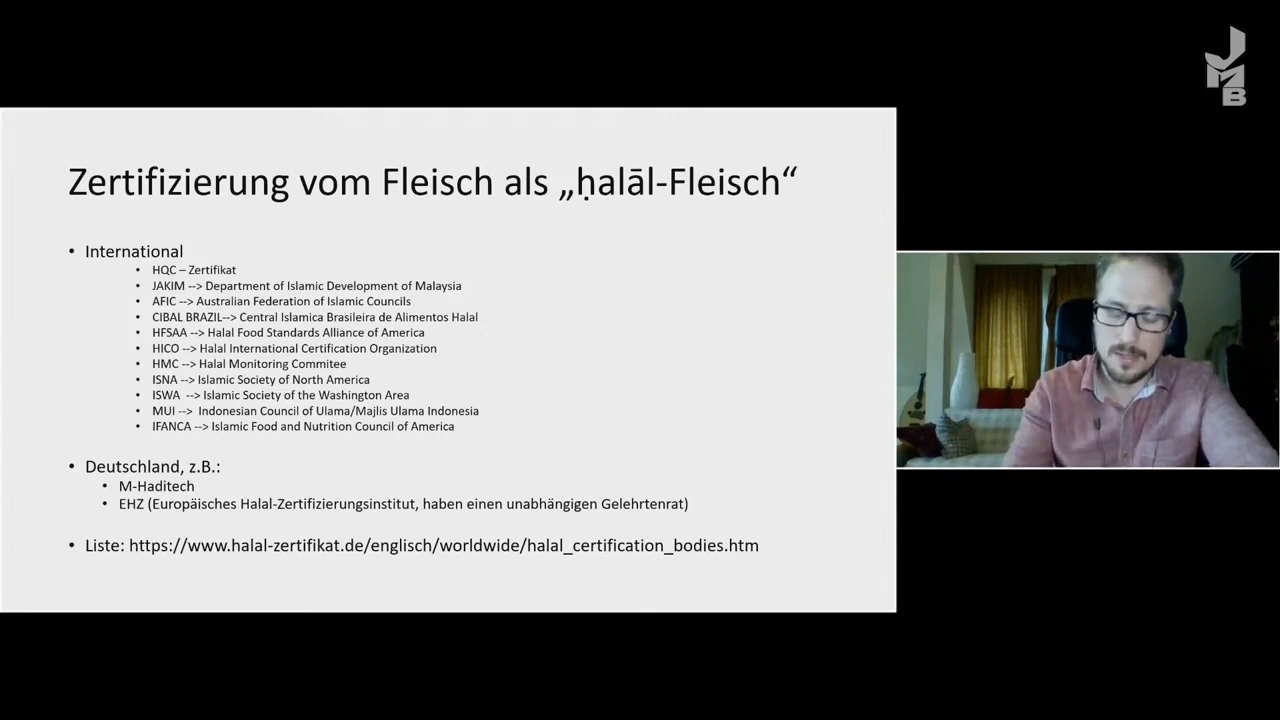 JMB
Zertifizierung vom Fleisch als „ḥalāl-Fleisch“
• International
• HQC – Zertifikat
• JAKIM --> Department of Islamic Development of Malaysia
• AFIC --> Australian Federation of Islamic Councils
• CIBAL BRAZIL--> Central Islamica Brasileira de Alimentos Halal
• HFSAA --> Halal Food Standards Alliance of America
• HICO --> Halal International Certification Organization
• HMC --> Halal Monitoring Commitee
• ISNA --> Islamic Society of North America
• ISWA --> Islamic Society of the Washington Area
• MUI --> Indonesian Council of Ulama/Majlis Ulama Indonesia
• IFANCA --> Islamic Food and Nutrition Council of America
• Deutschland, z.B.:
• M-Haditech
• EHZ (Europäisches Halal-Zertifizierungsinstitut, haben einen unabhängigen Gelehrtenrat)
• Liste: https://www.halal-zertifikat.de/englisch/worldwide/halal_certification_bodies.htm